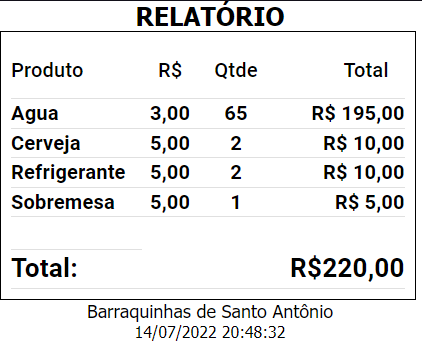 RELATÓRIO
Produto R$ Qtde Total
Agua 3,00 65 R$ 195,00
Cerveja 5,00 2 R$ 10,00
Refrigerante 5,00 2 R$ 10,00
Sobremesa 5,00 1 R$ 5,00
Total: R$220,00
Barraquinhas de Santo Antônio
14/07/2022 20:48:32